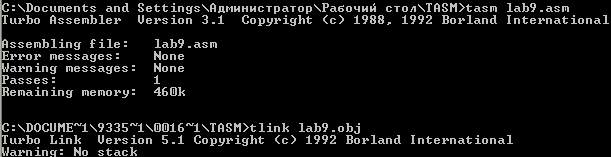 C:\Documents and Settings\Администратор\Рабочий стол\TASM>tasm lab9.asm
Turbo Assembler  Version 3.1  Copyright (c) 1988, 1992 Borland International
Assembling file:   lab9.asm
Error messages:    None
Warning messages:  None
Passes:            1
Remaining memory:  460k
C:\DOCUME~1\9335~1\0016~1\TASM>tlink lab9.obj
Turbo Link  Version 5.1 Copyright (c) 1992 Borland International
Warning: No stack